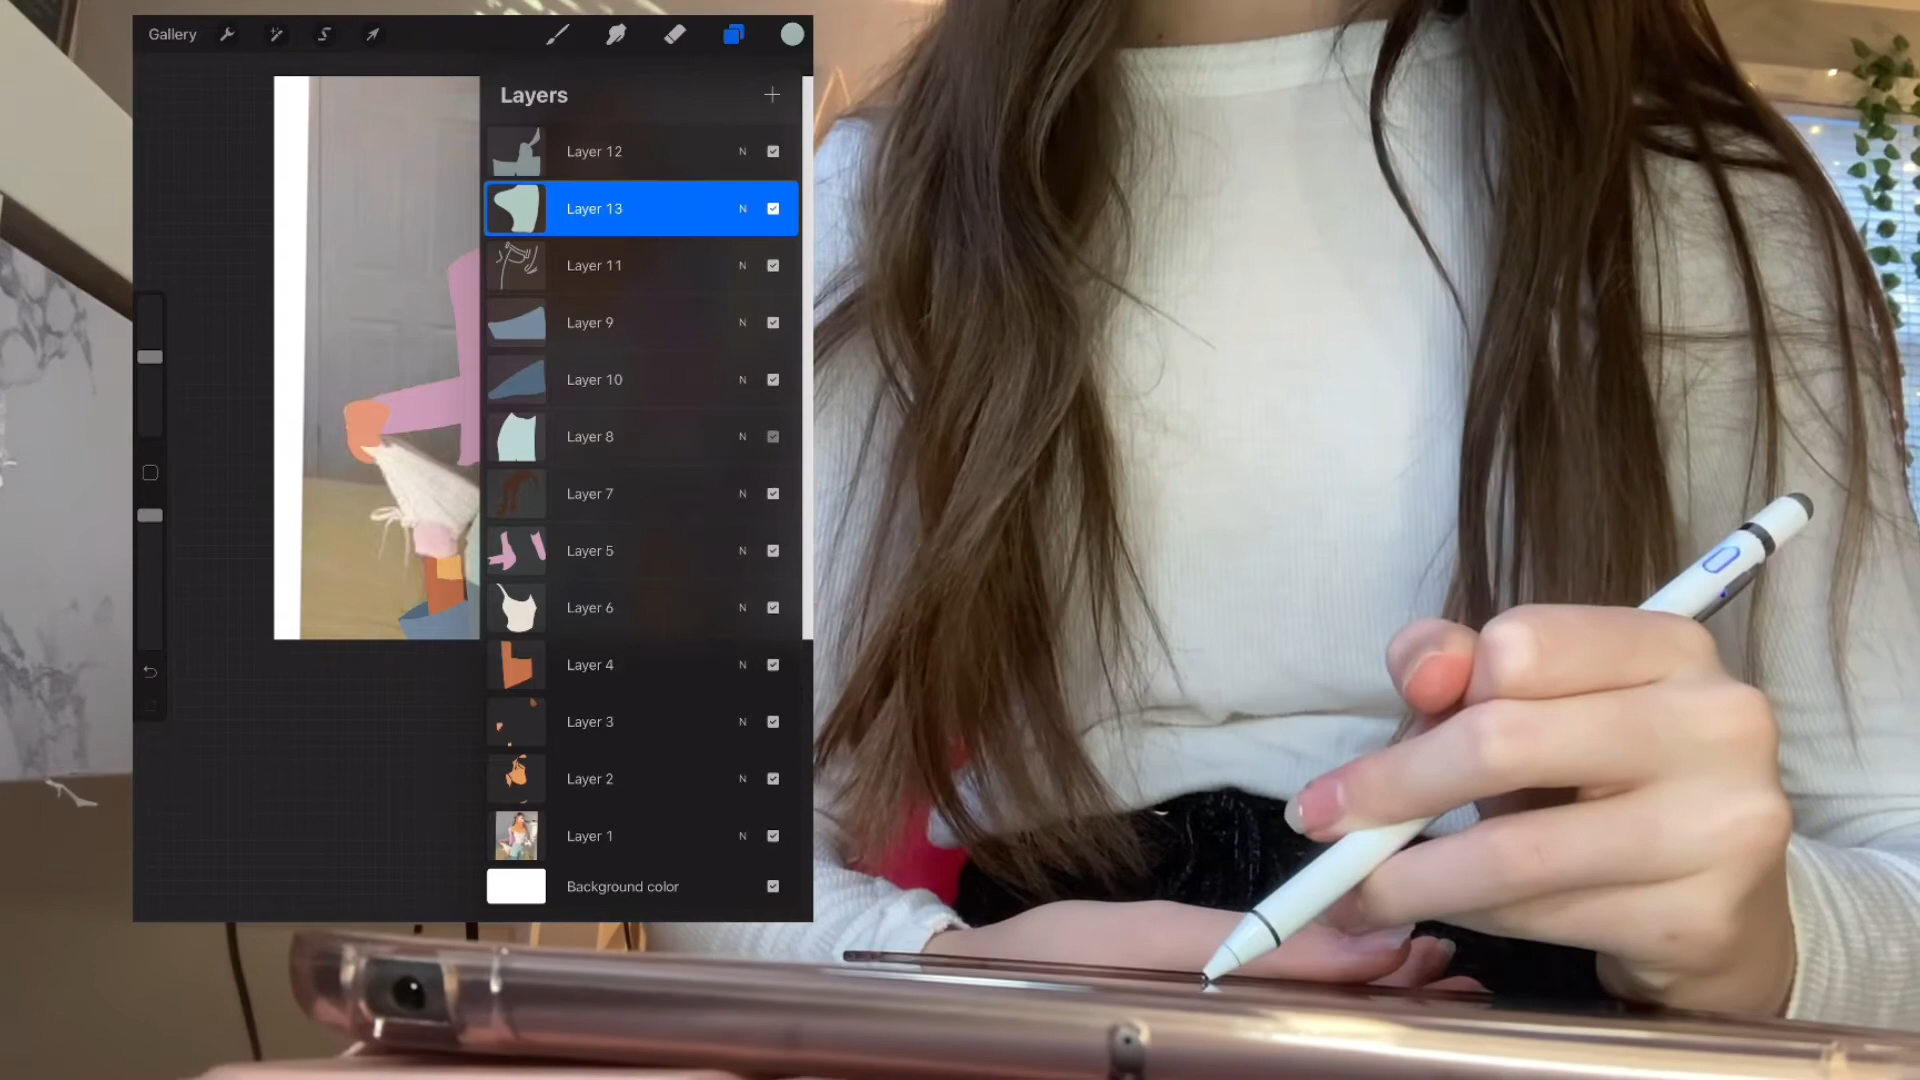 Gallery
Layers
Layer 12 N
Layer 13 N
Layer 11 N
Layer 9 N
Layer 10 N
Layer 8 N
Layer 7 N
Layer 5 N
Layer 6 N
Layer 4 N
Layer 3 N
Layer 2 N
Layer 1 N
Background color